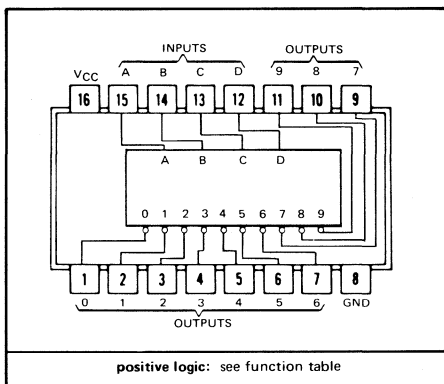 INPUTS OUTPUTS
VCC A B C D 9 8 7
16 15 14 13 12 11 10 9
A B C D
0 1 2 3 4 5 6 7 8 9
1 2 3 4 5 6 7 8
0 1 2 3 4 5 6 GND
OUTPUTS
positive logic: see function table